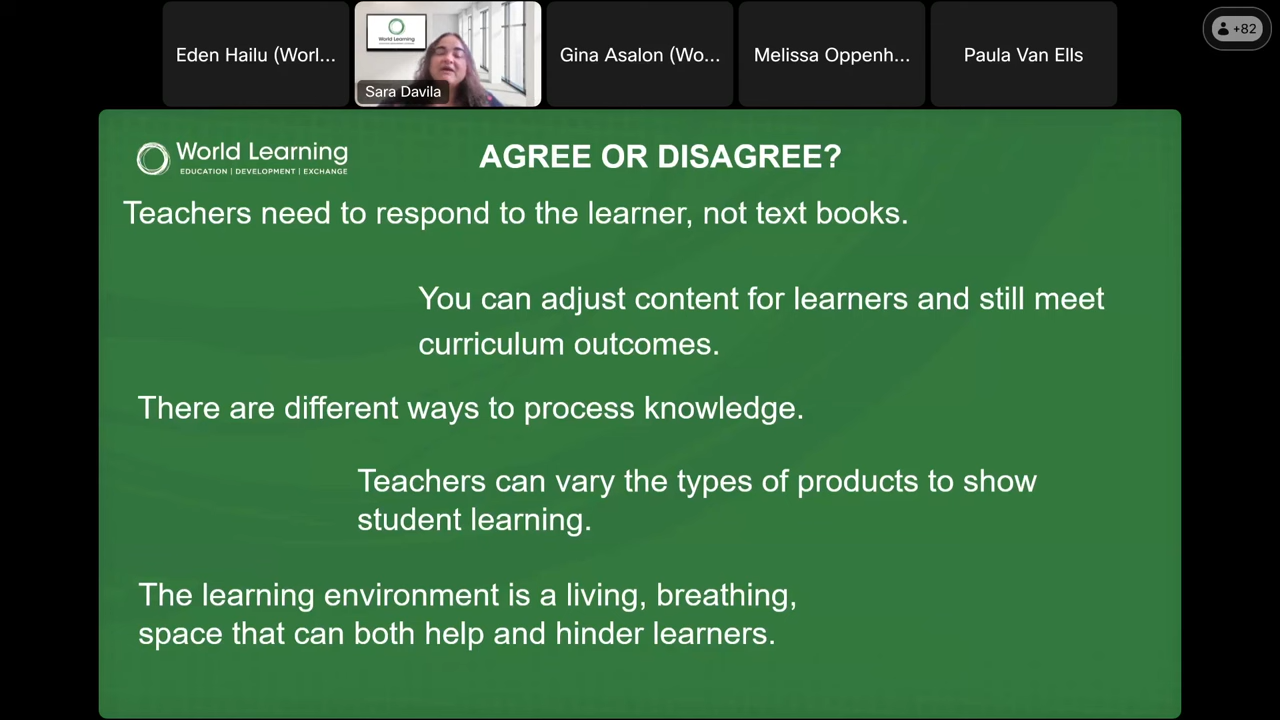 Eden Hailu (Worl...
World Learning
Sara Davila
Gina Asalon (Wo...
Melissa Oppenh...
Paula Van Ells
+82
World Learning
EDUCATION | DEVELOPMENT | EXCHANGE
AGREE OR DISAGREE?
Teachers need to respond to the learner, not text books.
You can adjust content for learners and still meet
curriculum outcomes.
There are different ways to process knowledge.
Teachers can vary the types of products to show
student learning.
The learning environment is a living, breathing,
space that can both help and hinder learners.